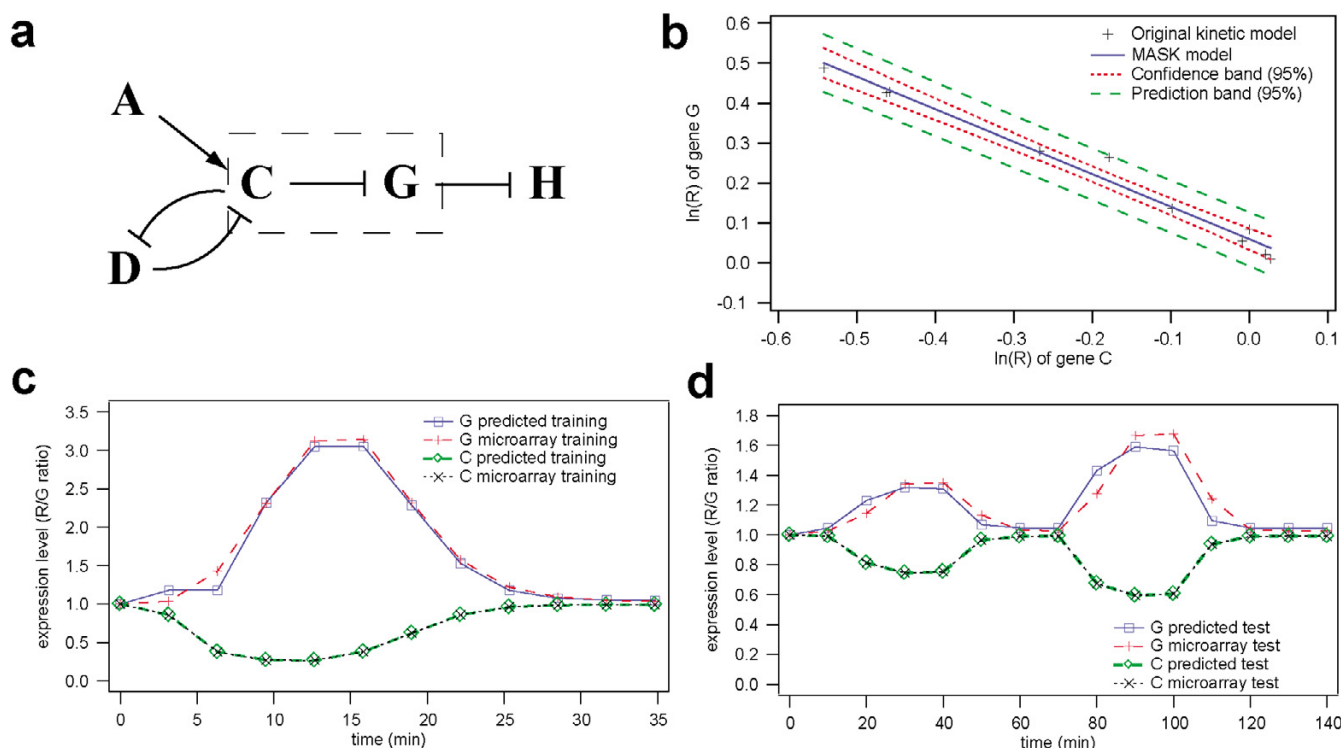 a
A
C
G
H
D
b
ln(R) of gene G
0.6
0.5
0.4
0.3
0.2
0.1
0.0
-0.1
Original kinetic model
MASK model
Confidence band (95%)
Prediction band (95%)
-0.6
-0.5
-0.4
-0.3
-0.2
-0.1
0.0
0.1
ln(R) of gene C
c
expression level (R/G ratio)
3.5
3.0
2.5
2.0
1.5
1.0
0.5
0.0
G predicted training
G microarray training
C predicted training
C microarray training
0
5
10
15
20
25
30
35
time (min)
d
expression level (R/G ratio)
1.8
1.6
1.4
1.2
1.0
0.8
0.6
0.4
0.2
0.0
G predicted test
G microarray test
C predicted test
C microarray test
0
20
40
60
80
100
120
140
time (min)